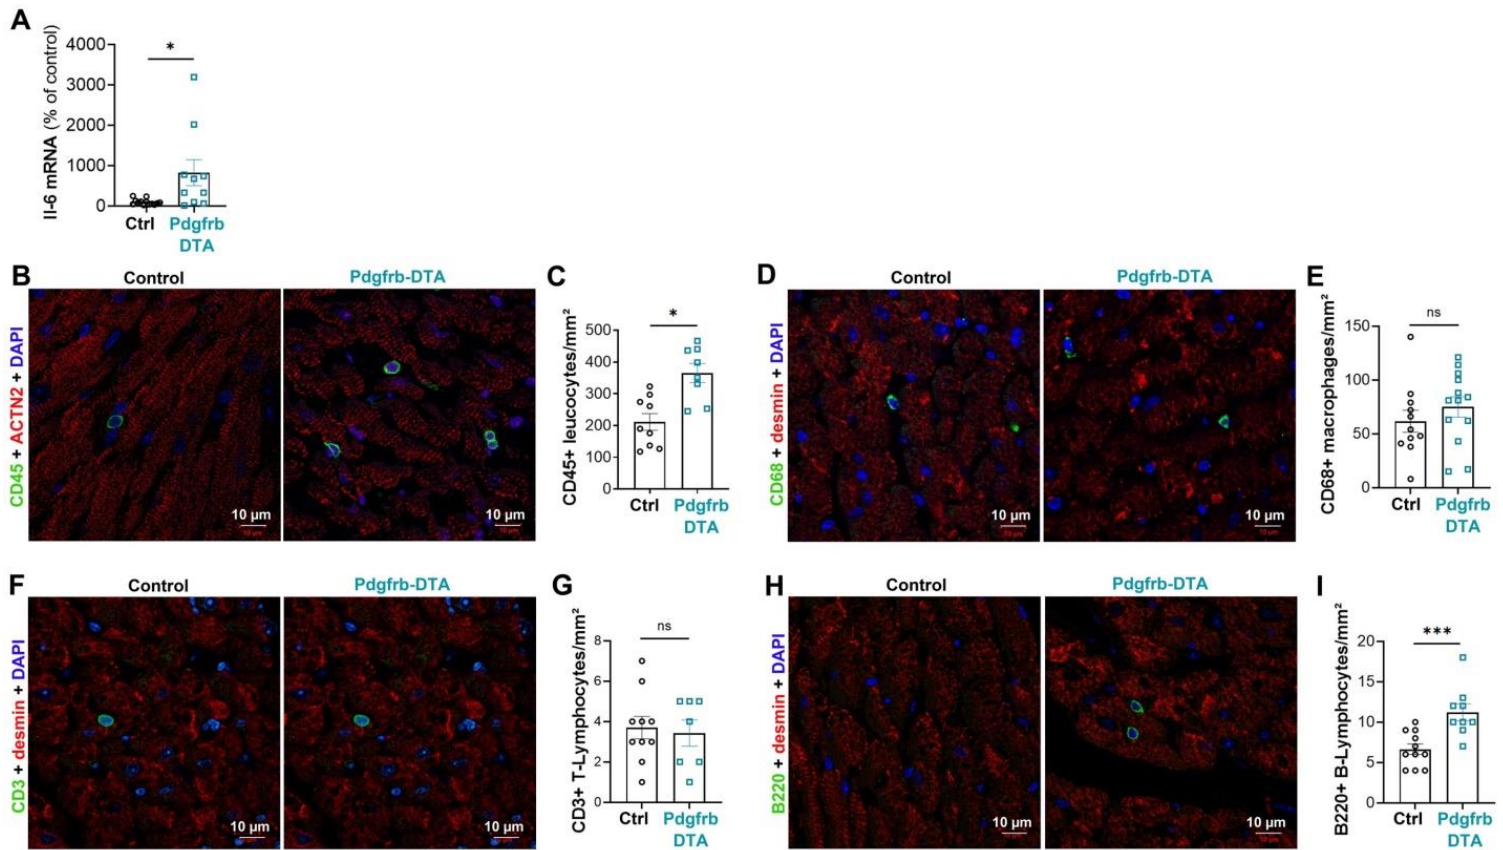 A
Il-6 mRNA (% of control)
4000
3000
2000
1000
0
*
Ctrl
Pdgfrb
DTA
B
Control
Pdgfrb-DTA
CD45 + ACTN2 + DAPI
10 µm
10 µm
C
CD45+ leucocytes/mm²
500
400
300
200
100
0
*
Ctrl
Pdgfrb
DTA
D
Control
Pdgfrb-DTA
CD68 + desmin + DAPI
10 µm
10 µm
E
CD68+ macrophages/mm²
150
100
50
0
ns
Ctrl
Pdgfrb
DTA
F
Control
Pdgfrb-DTA
CD3 + desmin + DAPI
10 µm
10 µm
G
CD3+ T-Lymphocytes/mm²
8
6
4
2
0
ns
Ctrl
Pdgfrb
DTA
H
Control
Pdgfrb-DTA
B220 + desmin + DAPI
10 µm
10 µm
I
B220+ B-Lymphocytes/mm²
20
15
10
5
0
***
Ctrl
Pdgfrb
DTA